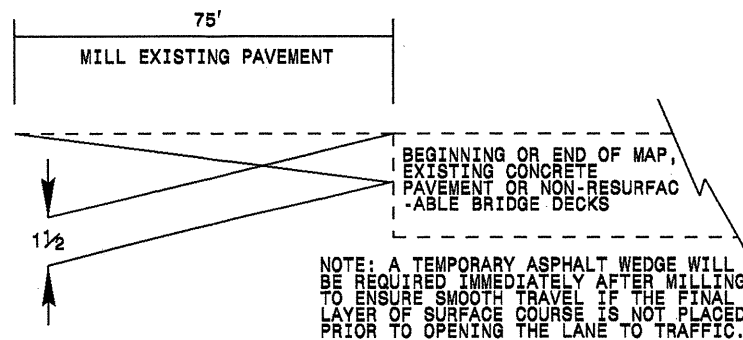 75'
MILL EXISTING PAVEMENT
BEGINNING OR END OF MAP,
EXISTING CONCRETE
PAVEMENT OR NON-RESURFAC
-ABLE BRIDGE DECKS
1½
NOTE: A TEMPORARY ASPHALT WEDGE WILL
BE REQUIRED IMMEDIATELY AFTER MILLING
TO ENSURE SMOOTH TRAVEL IF THE FINAL
LAYER OF SURFACE COURSE IS NOT PLACED
PRIOR TO OPENING THE LANE TO TRAFFIC.